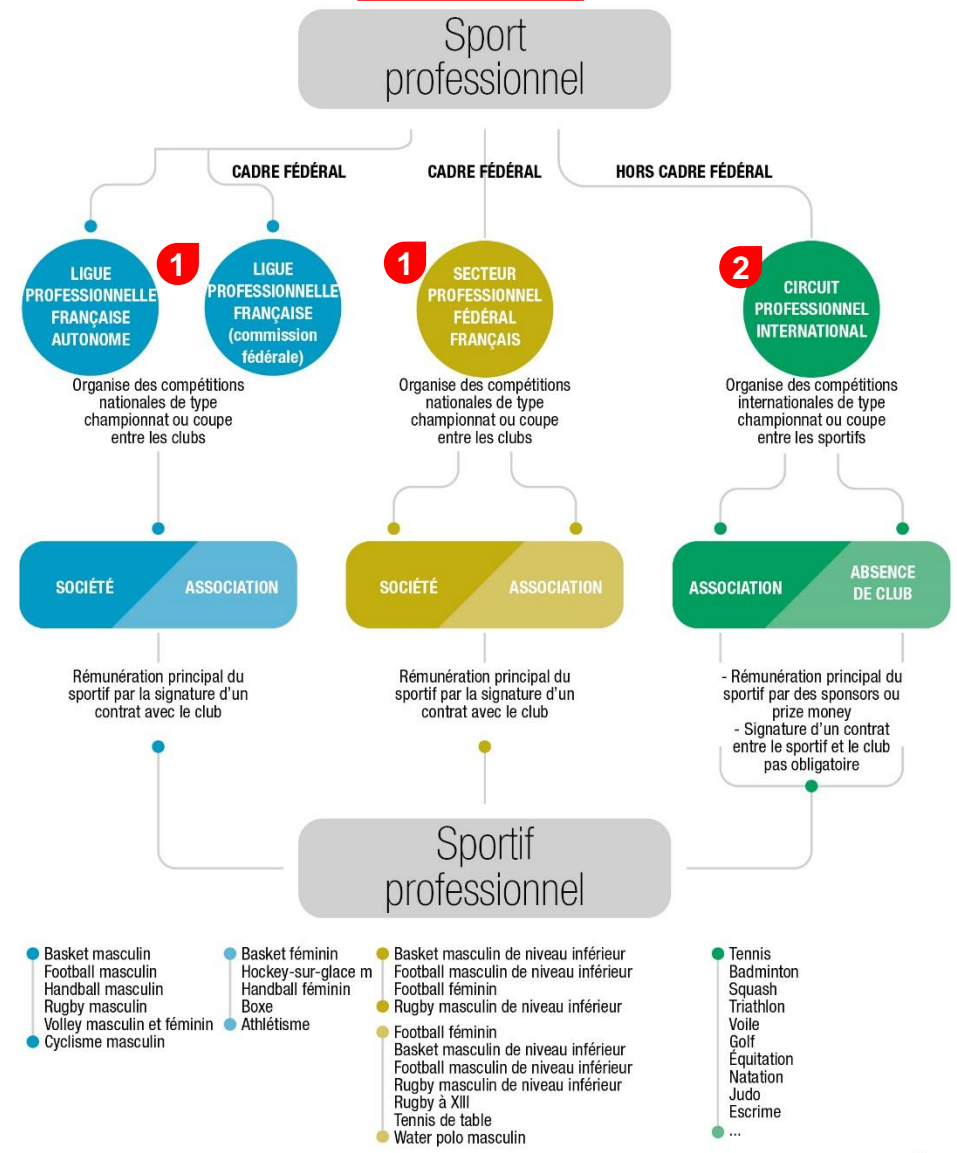 Sport
professionnel
CADRE FÉDÉRAL
CADRE FÉDÉRAL
HORS CADRE FÉDÉRAL
1
LIGUE
PROFESSIONNELLE
FRANÇAISE
AUTONOME
LIGUE
PROFESSIONNELLE
FRANÇAISE
(commission
fédérale)
Organise des compétitions
nationales de type
championnat ou coupe
entre les clubs
1
SECTEUR
PROFESSIONNEL
FÉDÉRAL
FRANÇAIS
Organise des compétitions
nationales de type
championnat ou coupe
entre les clubs
2
CIRCUIT
PROFESSIONNEL
INTERNATIONAL
Organise des compétitions
internationales de type
championnat ou coupe
entre les sportifs
SOCIÉTÉ
ASSOCIATION
SOCIÉTÉ
ASSOCIATION
ASSOCIATION
ABSENCE
DE CLUB
Rémunération principal du
sportif par la signature d'un
contrat avec le club
Rémunération principal du
sportif par la signature d'un
contrat avec le club
- Rémunération principal du
sportif par des sponsors ou
prize money
- Signature d'un contrat
entre le sportif et le club
pas obligatoire
Sportif
professionnel
Basket masculin
Football masculin
Handball masculin
Rugby masculin
Volley masculin et féminin
Cyclisme masculin
Basket féminin
Hockey-sur-glace m
Handball féminin
Boxe
Athlétisme
Basket masculin de niveau inférieur
Football masculin de niveau inférieur
Football féminin
Rugby masculin de niveau inférieur
Football féminin
Basket masculin de niveau inférieur
Football masculin de niveau inférieur
Rugby masculin de niveau inférieur
Rugby à XIII
Tennis de table
Water polo masculin
Tennis
Badminton
Squash
Triathlon
Voile
Golf
Équitation
Natation
Judo
Escrime
...